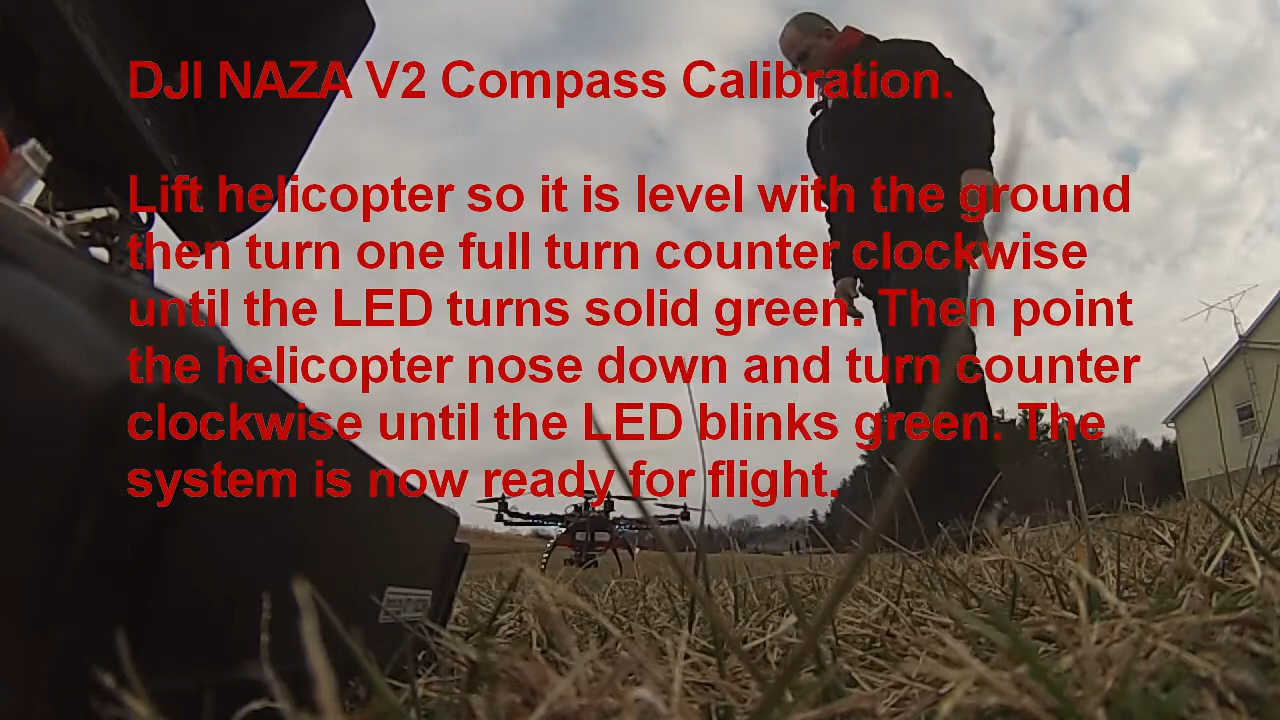 DJI NAZA V2 Compass Calibration.
Lift helicopter so it is level with the ground
then turn one full turn counter clockwise
until the LED turns solid green. Then point
the helicopter nose down and turn counter
clockwise until the LED blinks green. The
system is now ready for flight.